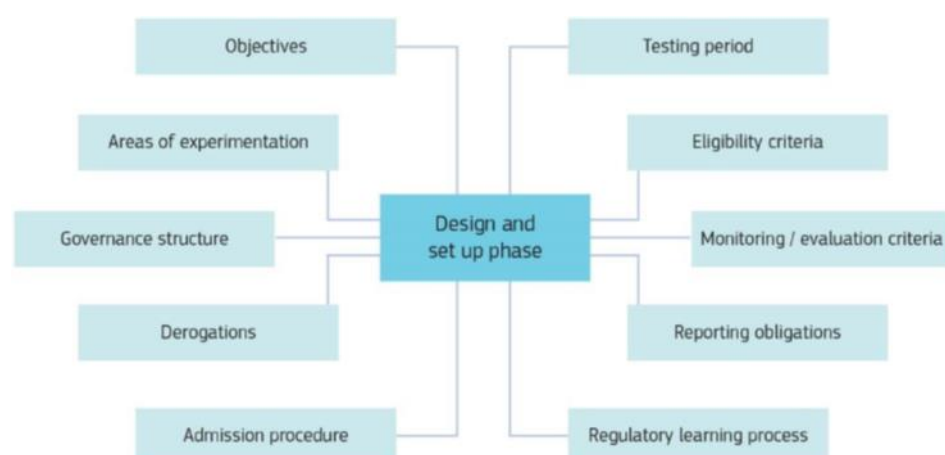 Objectives
Testing period
Areas of experimentation
Eligibility criteria
Governance structure
Design and
set up phase
Monitoring / evaluation criteria
Derogations
Reporting obligations
Admission procedure
Regulatory learning process